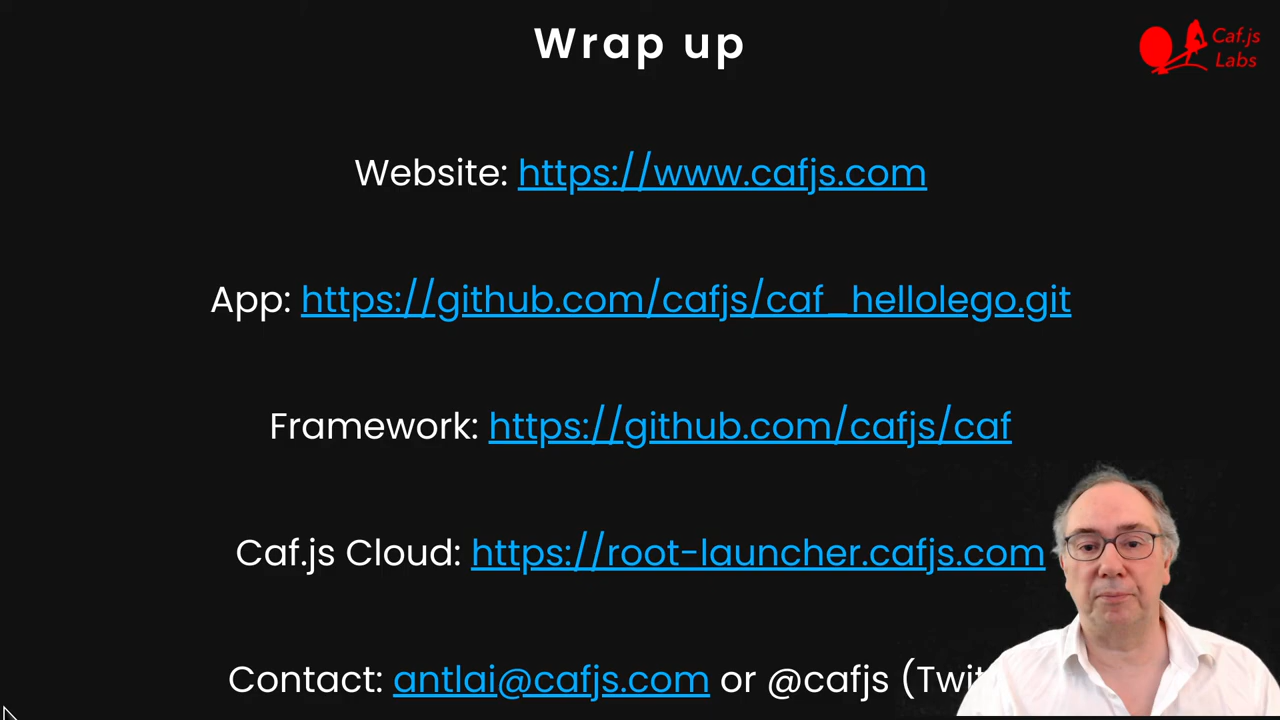 Wrap up
Caf.js
Labs
Website: https://www.cafjs.com
App: https://github.com/cafjs/caf_hellolego.git
Framework: https://github.com/cafjs/caf
Caf.js Cloud: https://root-launcher.cafjs.com
Contact: antlai@cafjs.com or @cafjs